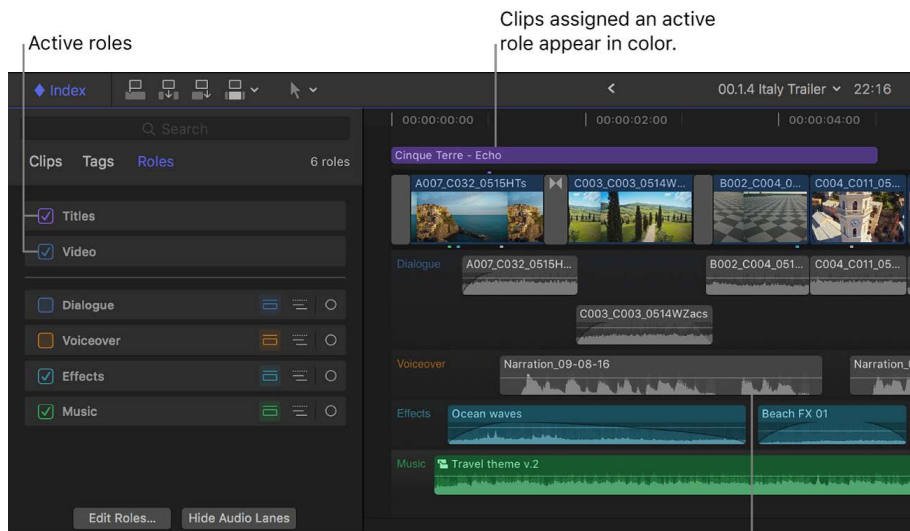 Clips assigned an active
role appear in color.
Active roles
Index
00.1.4 Italy Trailer
22:16
Search
Clips Tags Roles 6 roles
Titles
Video
Dialogue
Voiceover
Effects
Music
Edit Roles... Hide Audio Lanes
00:00:00:00 00:00:02:00 00:00:04:00
Cinque Terre - Echo
A007_C032_0515HTs C003_C003_0514W... B002_C004_0... C004_C011_05...
Dialogue A007_C032_0515H... B002_C004_051... C004_C011_05...
C003_C003_0514WZacs
Voiceover Narration_09-08-16 Narration_
Effects Ocean waves Beach FX 01
Music Travel theme v.2